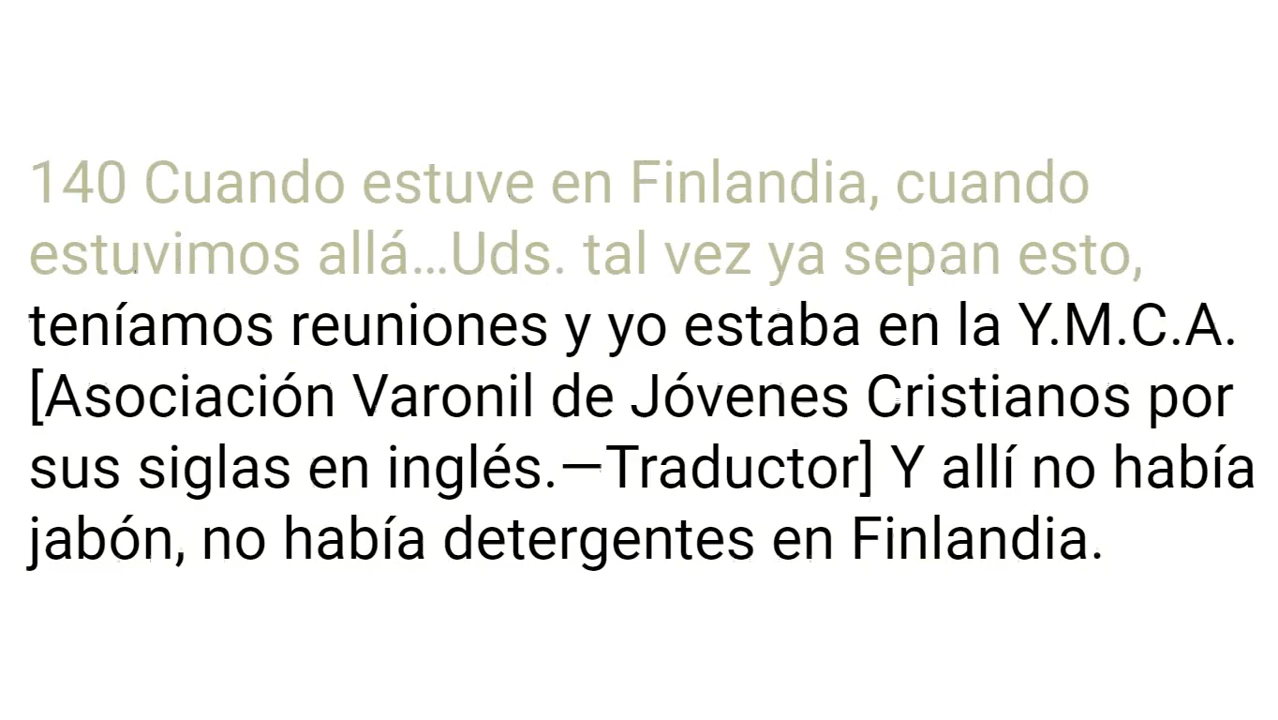 140 Cuando estuve en Finlandia, cuando
estuvimos allá...Uds. tal vez ya sepan esto,
teníamos reuniones y yo estaba en la Y.M.C.A.
[Asociación Varonil de Jóvenes Cristianos por
sus siglas en inglés.—Traductor] Y allí no había
jabón, no había detergentes en Finlandia.